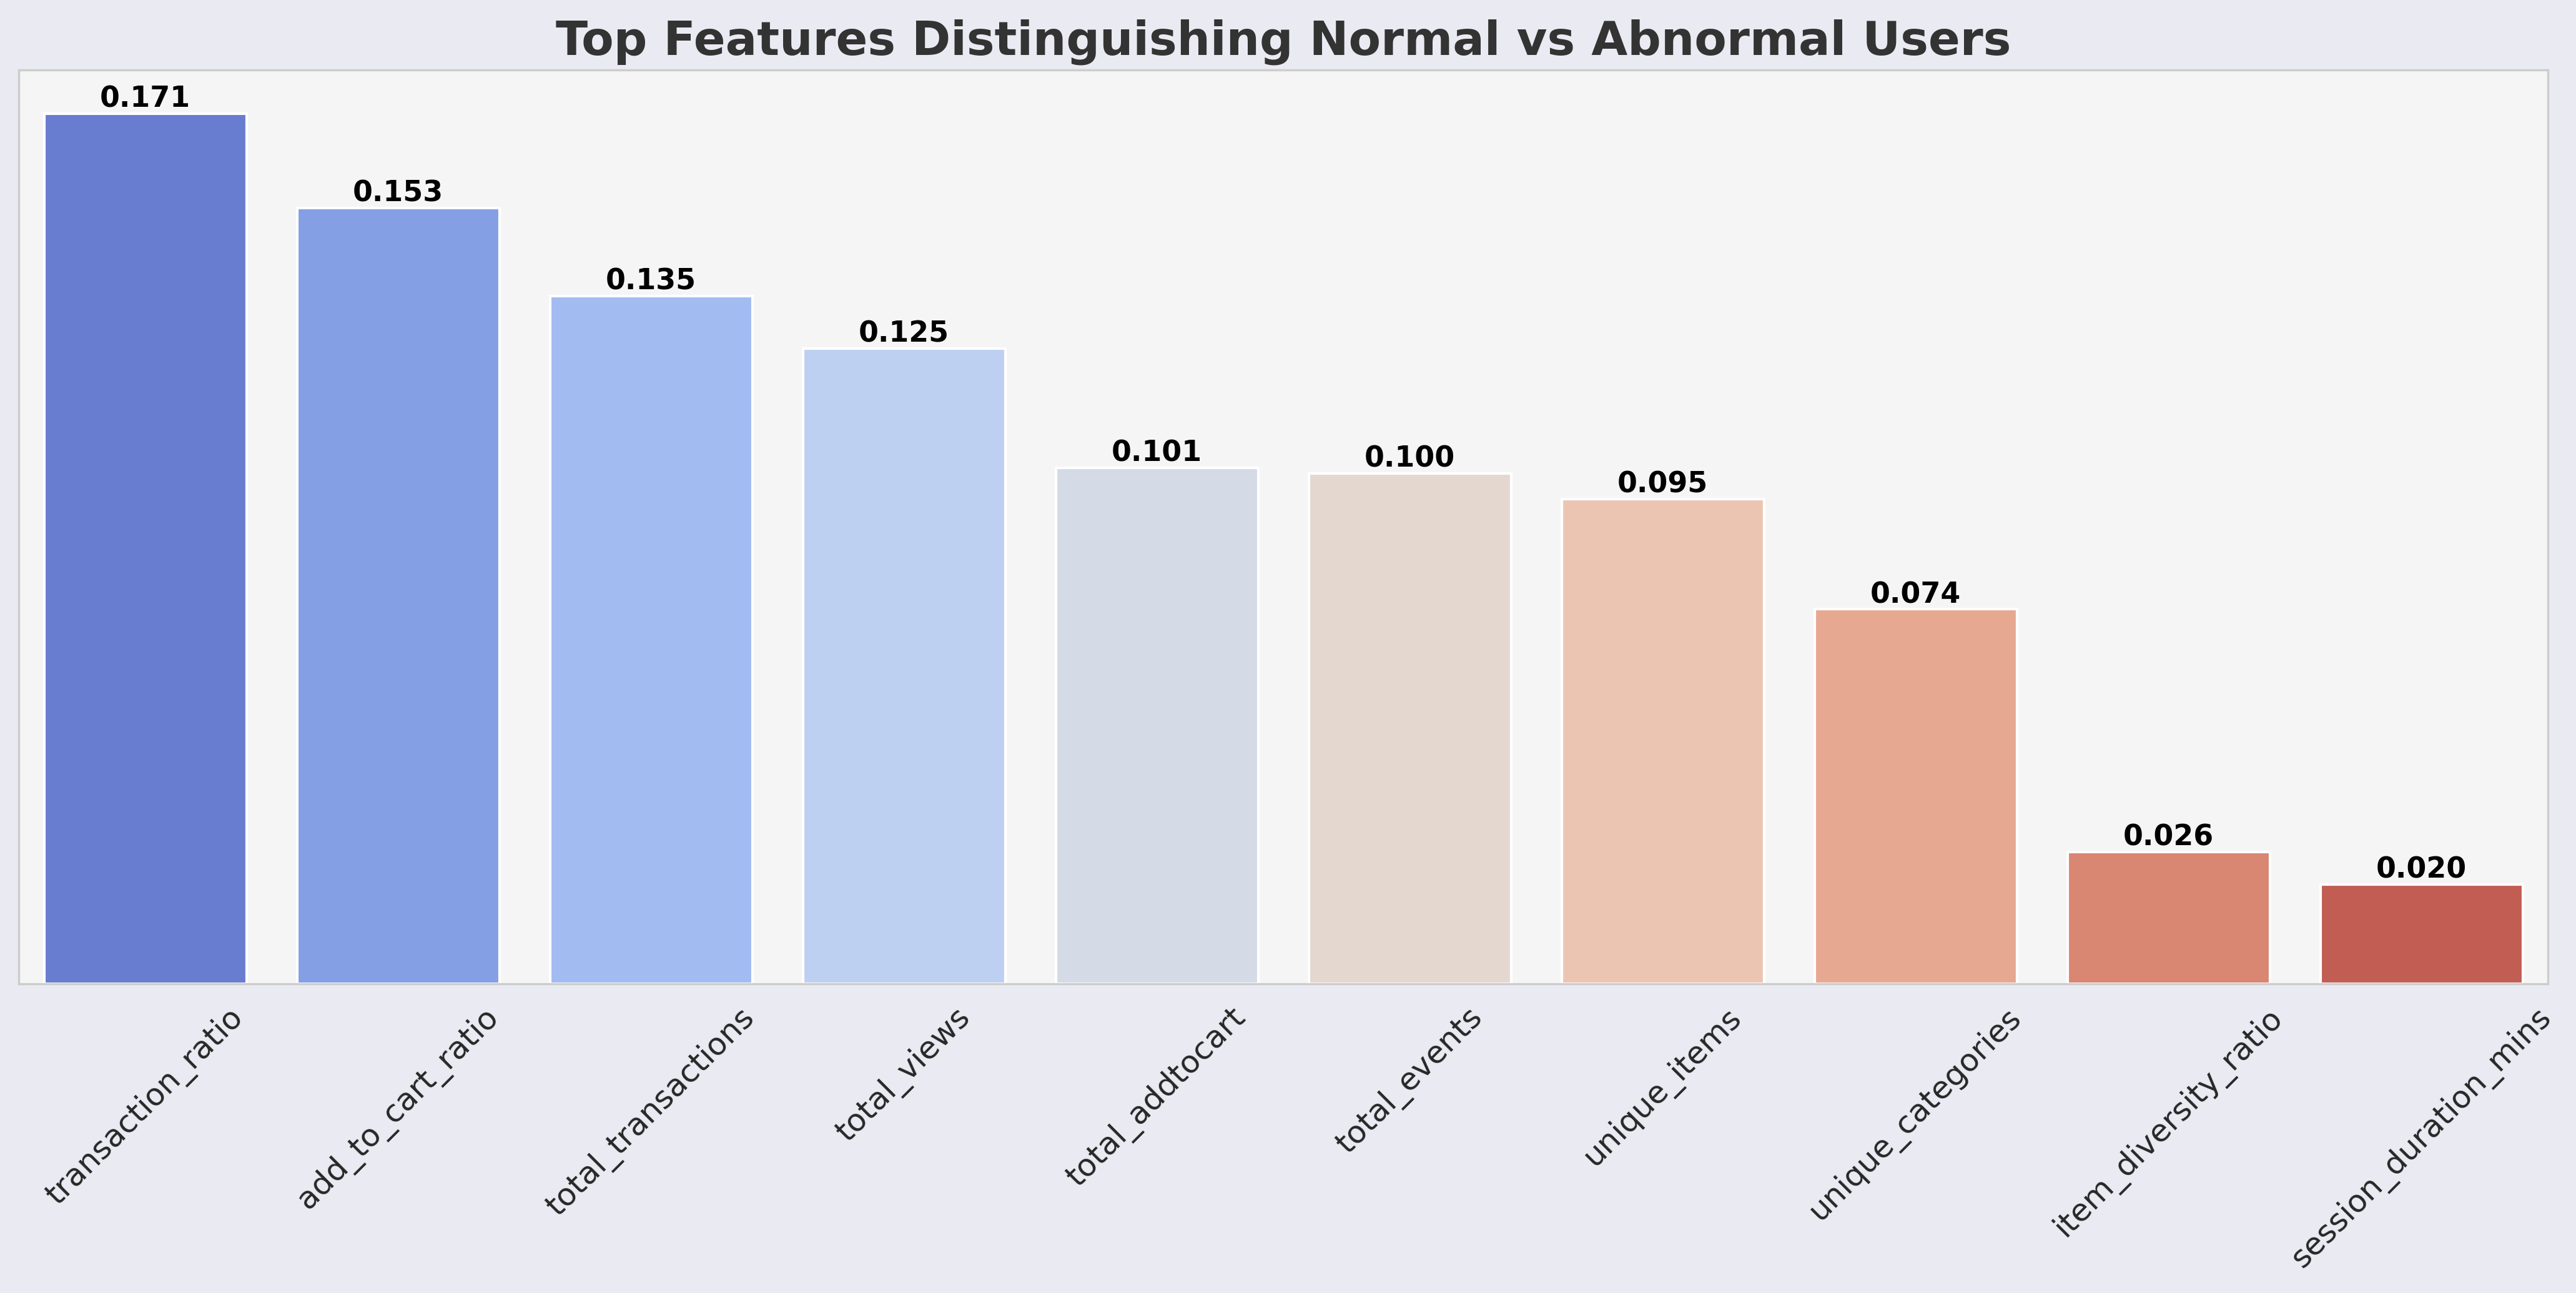 Top Features Distinguishing Normal vs Abnormal Users
0.171
0.153
0.135
0.125
0.101
0.100
0.095
0.074
0.026
0.020
transaction_ratio
add_to_cart_ratio
total_transactions
total_views
total_addtocart
total_events
unique_items
unique_categories
item_diversity_ratio
session_duration_mins